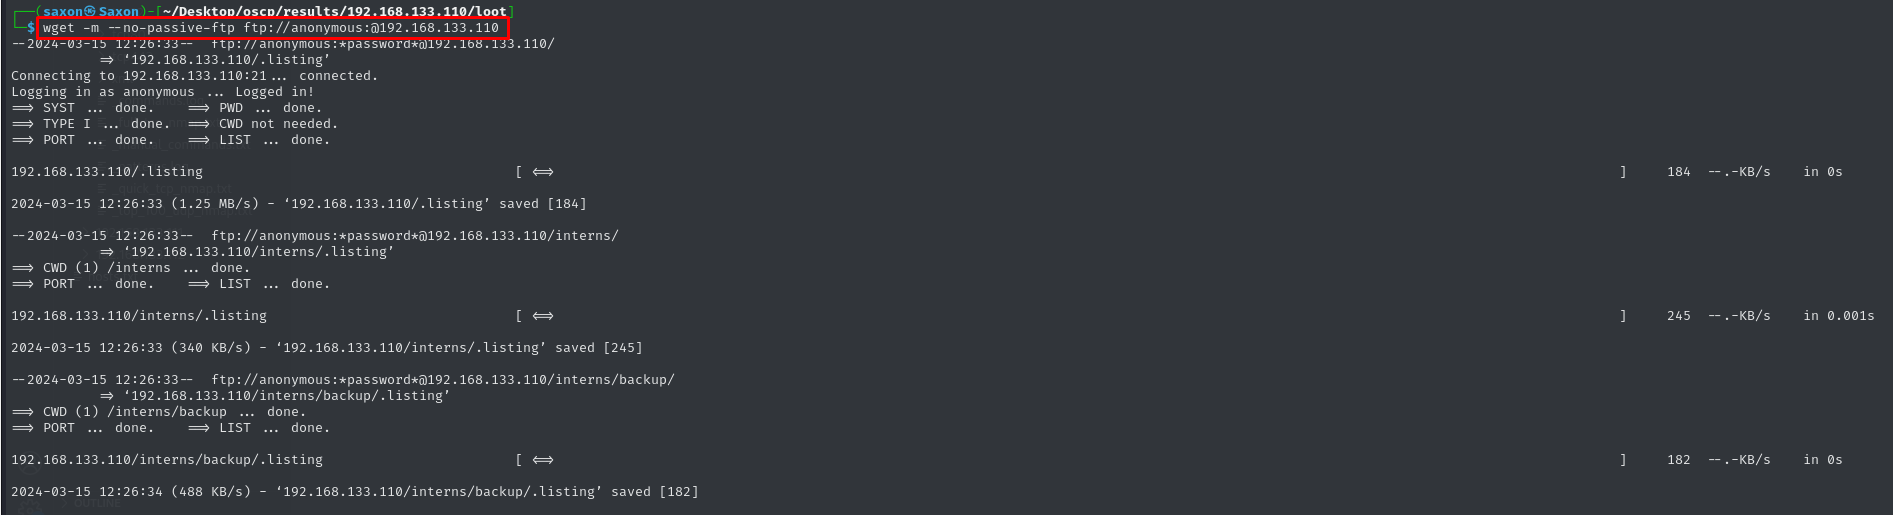 ┌──(saxon㉿Saxon)-[~/Desktop/oscp/results/192.168.133.110/loot]
└─$ wget -m --no-passive-ftp ftp://anonymous:@192.168.133.110
--2024-03-15 12:26:33--  ftp://anonymous:*password*@192.168.133.110/
           => ‘192.168.133.110/.listing’
Connecting to 192.168.133.110:21... connected.
Logging in as anonymous ... Logged in!
==> SYST ... done.    ==> PWD ... done.
==> TYPE I ... done.  ==> CWD not needed.
==> PORT ... done.    ==> LIST ... done.
192.168.133.110/.listing [ <=> ] 184 --.-KB/s in 0s
2024-03-15 12:26:33 (1.25 MB/s) - ‘192.168.133.110/.listing’ saved [184]
--2024-03-15 12:26:33--  ftp://anonymous:*password*@192.168.133.110/interns/
           => ‘192.168.133.110/interns/.listing’
==> CWD (1) /interns ... done.
==> PORT ... done.    ==> LIST ... done.
192.168.133.110/interns/.listing [ <=> ] 245 --.-KB/s in 0.001s
2024-03-15 12:26:33 (340 KB/s) - ‘192.168.133.110/interns/.listing’ saved [245]
--2024-03-15 12:26:33--  ftp://anonymous:*password*@192.168.133.110/interns/backup/
           => ‘192.168.133.110/interns/backup/.listing’
==> CWD (1) /interns/backup ... done.
==> PORT ... done.    ==> LIST ... done.
192.168.133.110/interns/backup/.listing [ <=> ] 182 --.-KB/s in 0s
2024-03-15 12:26:34 (488 KB/s) - ‘192.168.133.110/interns/backup/.listing’ saved [182]